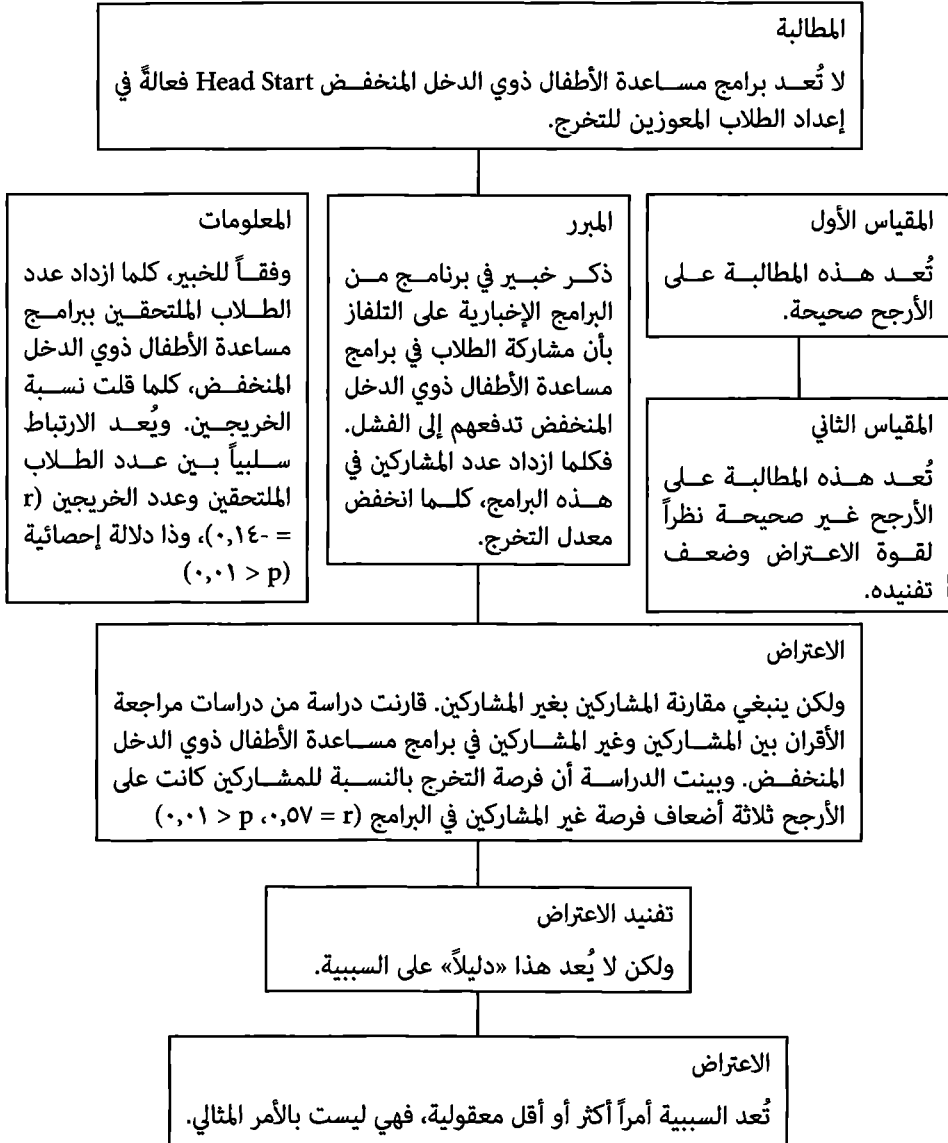 المطالبة
لا تُعد برامج مساعدة الأطفال ذوي الدخل المنخفض Head Start فعالةً في
إعداد الطلاب المعوزين للتخرج.
المقياس الأول
تُعد هذه المطالبة على
الأرجح صحيحة.
المقياس الثاني
تُعد هذه المطالبة على
الأرجح غير صحيحة نظراً
لقوة الاعتراض وضعف
تفنيده.
المبرر
ذكر خبير في برنامج من
البرامج الإخبارية على التلفاز
بأن مشاركة الطلاب في برامج
مساعدة الأطفال ذوي الدخل
المنخفض تدفعهم إلى الفشل.
فكلما ازداد عدد المشاركين في
هذه البرامج، كلما انخفض
معدل التخرج.
المعلومات
وفقاً للخبير، كلما ازداد عدد
الطلاب الملتحقين ببرامج
مساعدة الأطفال ذوي الدخل
المنخفض، كلما قلت نسبة
الخريجين. ويُعد الارتباط
سلبياً بين عدد الطلاب
الملتحقين وعدد الخريجين (r
= -٠,١٤)، وذا دلالة إحصائية
(p < ٠,٠١)
الاعتراض
ولكن ينبغي مقارنة المشاركين بغير المشاركين. قارنت دراسة من دراسات مراجعة
الأقران بين المشاركين وغير المشاركين في برامج مساعدة الأطفال ذوي الدخل
المنخفض. وبينت الدراسة أن فرصة التخرج بالنسبة للمشاركين كانت على
الأرجح ثلاثة أضعاف فرصة غير المشاركين في البرامج (r = ٠,٥٧، p < ٠,٠١)
تفنيد الاعتراض
ولكن لا يُعد هذا «دليلاً» على السببية.
الاعتراض
تُعد السببية أمراً أكثر أو أقل معقولية، فهي ليست بالأمر المثالي.